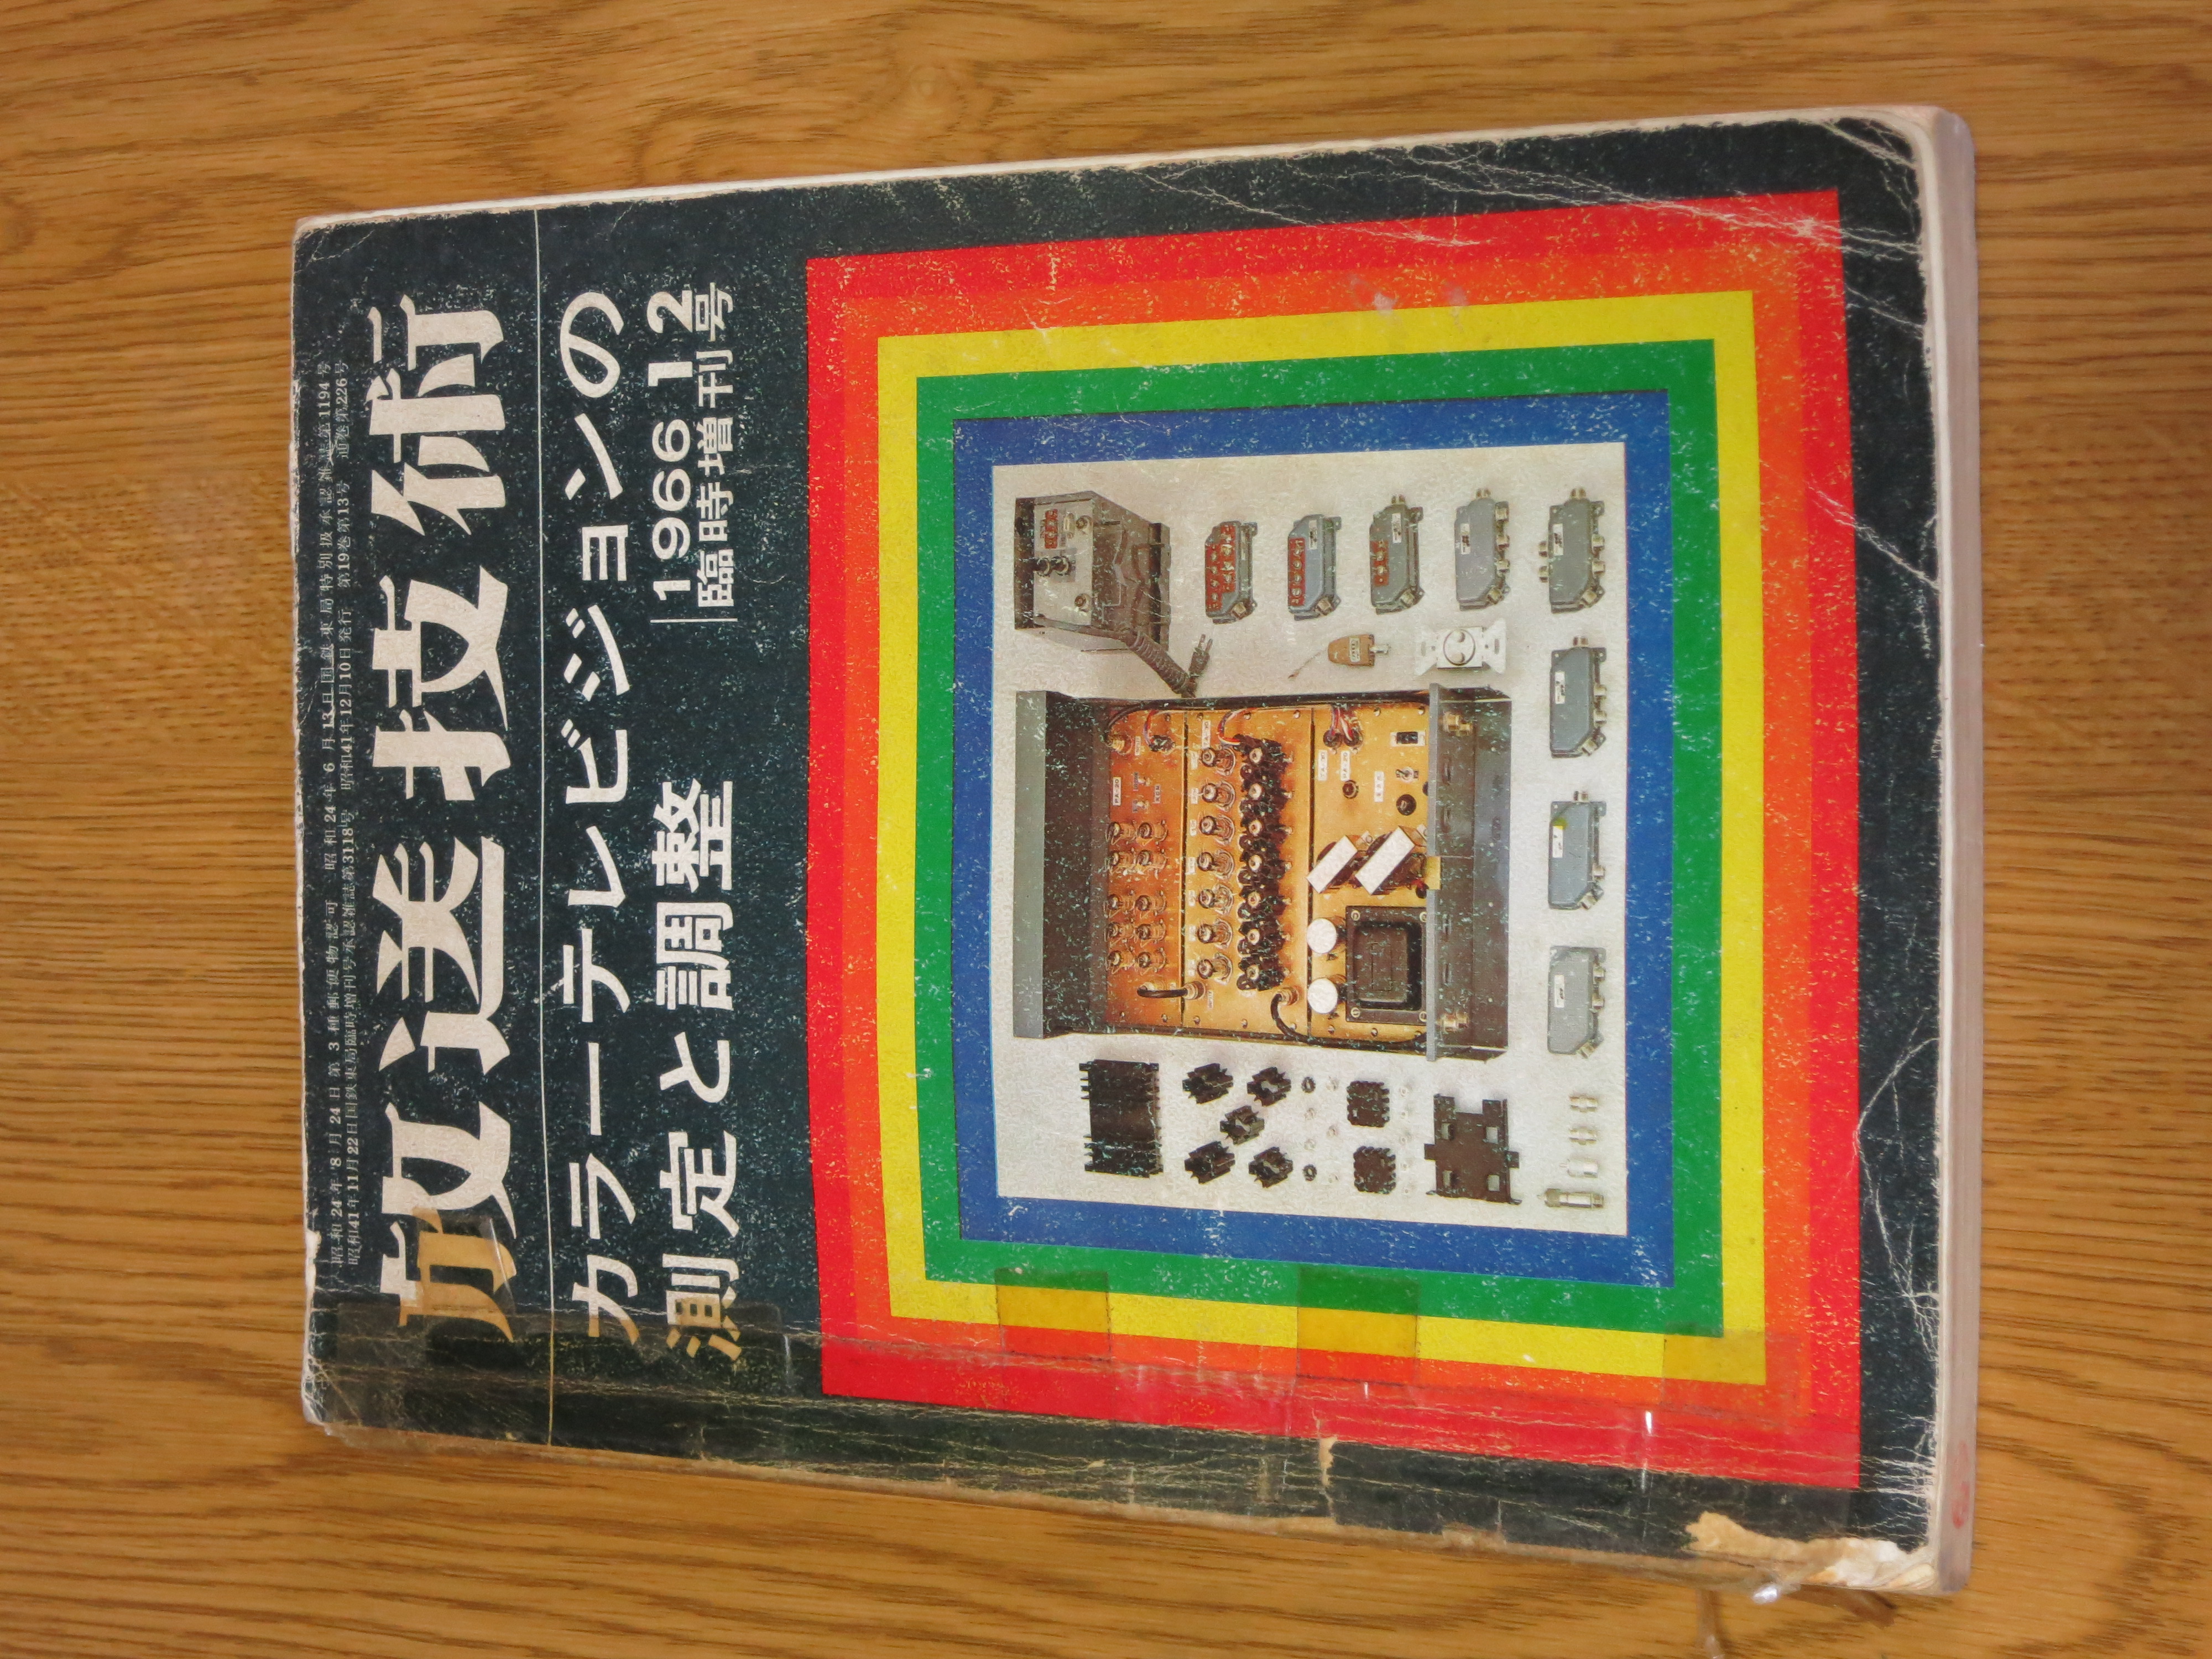 昭和24年8月24日第3種郵便物認可 昭和24年6月13日国鉄東局特別扱承認雑誌第1194号
昭和41年11月22日国鉄東局臨時増刊号承認雑誌第3118号 昭和41年12月10日発行 第19巻第13号 通巻第226号
放送技術
カラーテレビジョンの
測定と調整
1966 12
臨時増刊号